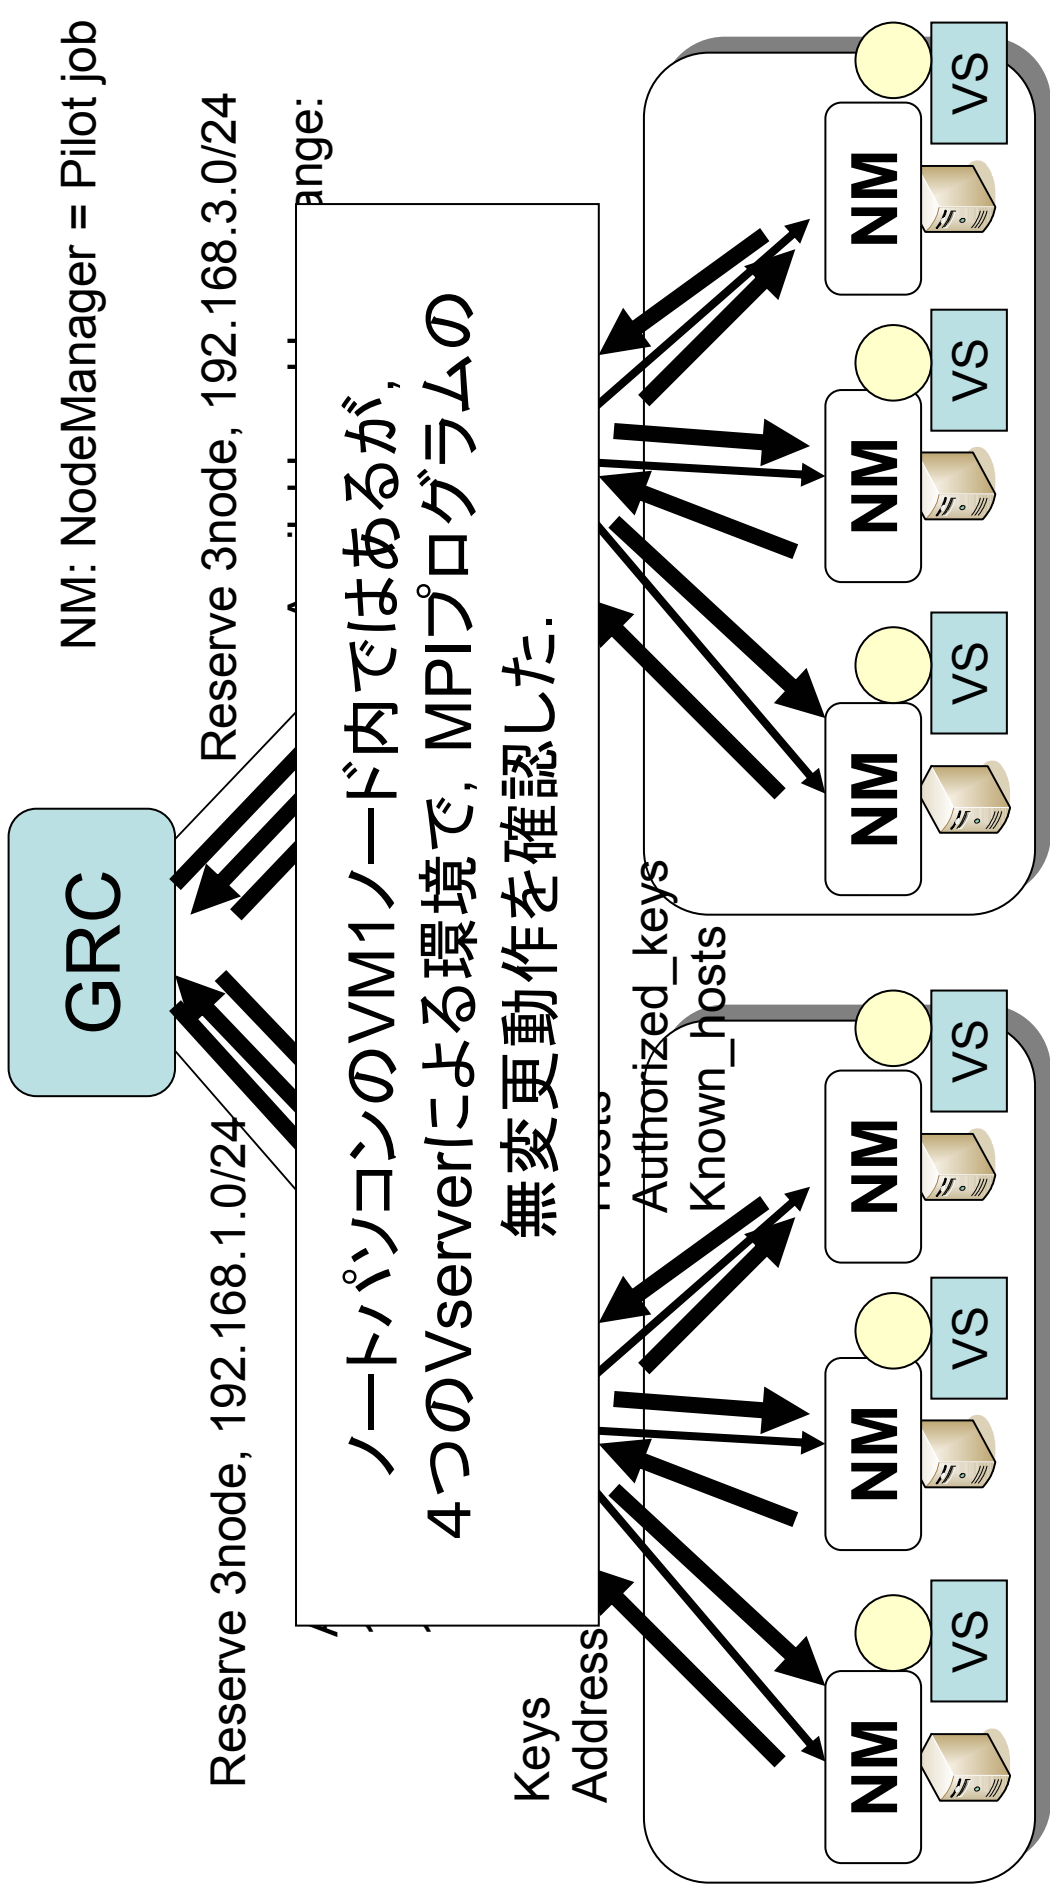 NM: NodeManager = Pilot job
GRC
Reserve 3node, 192.168.1.0/24
Reserve 3node, 192.168.3.0/24
ange:
ノートパソコンのVM1ノード内ではあるが,
4つのVserverによる環境で, MPIプログラムの
無変更動作を確認した.
Keys
Address
Hosts
Authorized_keys
Known_hosts
NM
NM
NM
NM
NM
NM
VS
VS
VS
VS
VS
VS